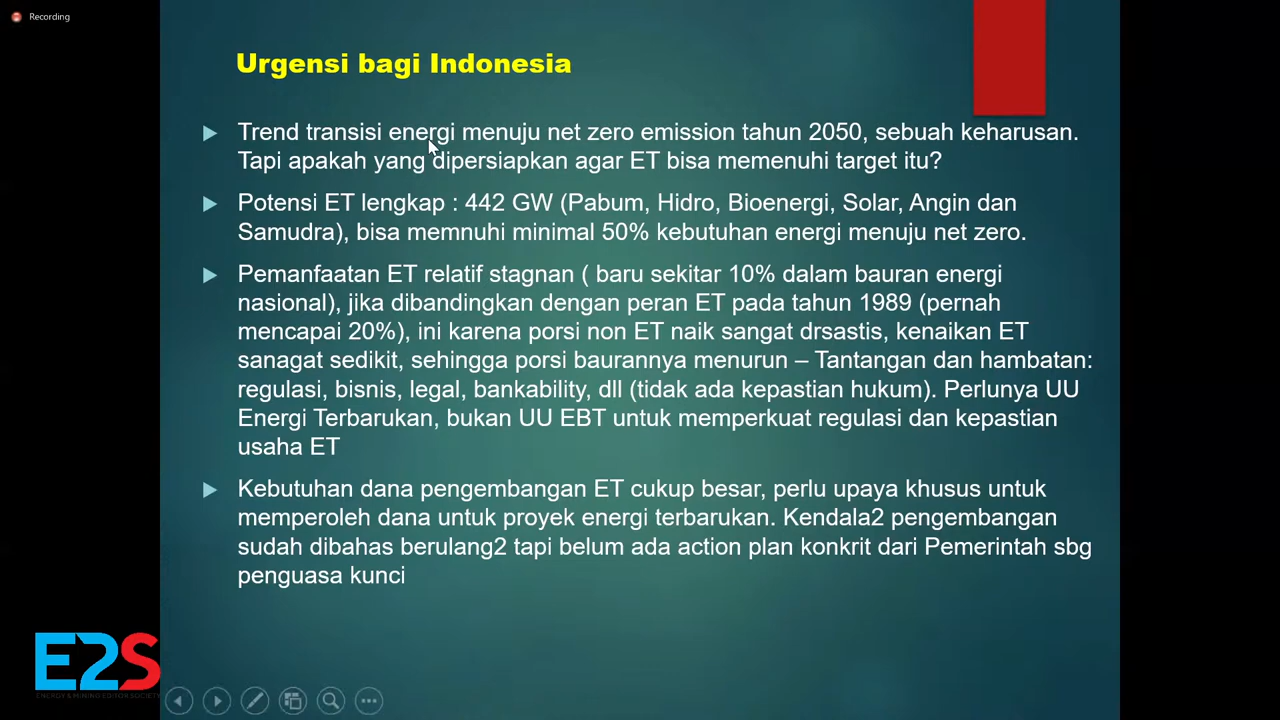 Recording
Urgensi bagi Indonesia
Trend transisi energi menuju net zero emission tahun 2050, sebuah keharusan.
Tapi apakah yang dipersiapkan agar ET bisa memenuhi target itu?
Potensi ET lengkap : 442 GW (Pabum, Hidro, Bioenergi, Solar, Angin dan
Samudra), bisa memnuhi minimal 50% kebutuhan energi menuju net zero.
Pemanfaatan ET relatif stagnan ( baru sekitar 10% dalam bauran energi
nasional), jika dibandingkan dengan peran ET pada tahun 1989 (pernah
mencapai 20%), ini karena porsi non ET naik sangat drsastis, kenaikan ET
sanagat sedikit, sehingga porsi baurannya menurun – Tantangan dan hambatan:
regulasi, bisnis, legal, bankability, dll (tidak ada kepastian hukum). Perlunya UU
Energi Terbarukan, bukan UU EBT untuk memperkuat regulasi dan kepastian
usaha ET
Kebutuhan dana pengembangan ET cukup besar, perlu upaya khusus untuk
memperoleh dana untuk proyek energi terbarukan. Kendala2 pengembangan
sudah dibahas berulang2 tapi belum ada action plan konkrit dari Pemerintah sbg
penguasa kunci
E2S
ENERGY & MINING EDITOR SOCIETY